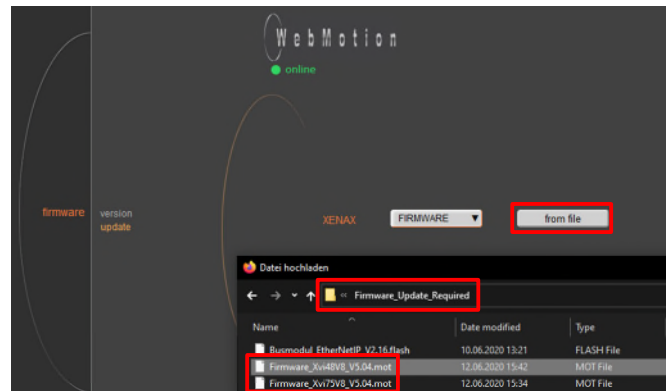 WebMotion
online
firmware
version
update
XENAX
FIRMWARE
from file
Datei hochladen
« Firmware_Update_Required
Name
Date modified
Type
Busmodul_EtherNetIP_V2.16.flash
10.06.2020 13:21
FLASH File
Firmware_Xvi48V8_V5.04.mot
12.06.2020 15:42
MOT File
Firmware_Xvi75V8_V5.04.mot
12.06.2020 15:34
MOT File